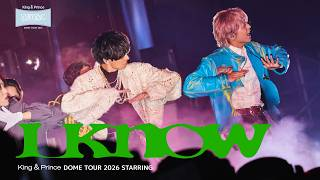 King & Prince
I KNOW
King & Prince DOME TOUR 2026 STARRING